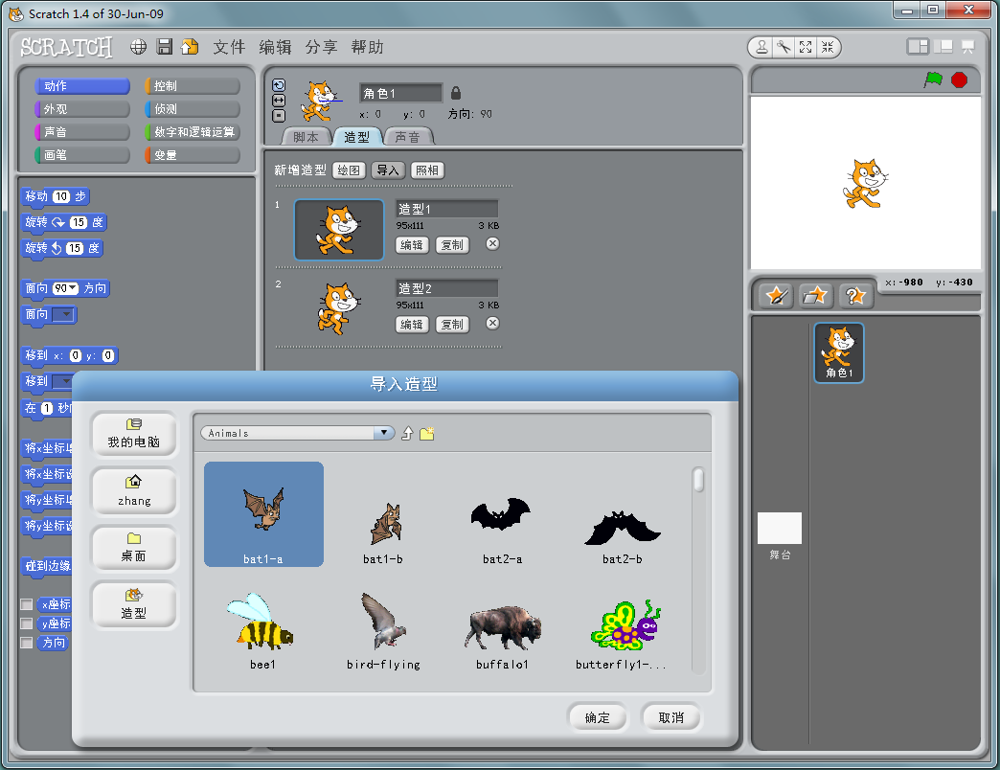 Scratch 1.4 of 30-Jun-09
SCRATCH 文件 编辑 分享 帮助
动作 控制
外观 侦测
声音 数字和逻辑运算
画笔 变量
角色1
x: 0 y: 0 方向: 90
脚本 造型 声音
新增造型 绘图 导入 照相
1
造型1
95x111 3 KB
编辑 复制
2
造型2
95x111 3 KB
编辑 复制
移动 10 步
旋转 15 度
旋转 15 度
面向 90 方向
面向
移到 x: 0 y: 0
移到
在 1 秒
将x坐标
将x坐标
将y坐标
将y坐标
碰到边缘
x座标
y座标
方向
x: -980 y: -430
角色1
舞台
导入造型
我的电脑
zhang
桌面
造型
Animals
bat1-a bat1-b bat2-a bat2-b
bee1 bird-flying buffalo1 butterfly1-...
确定 取消